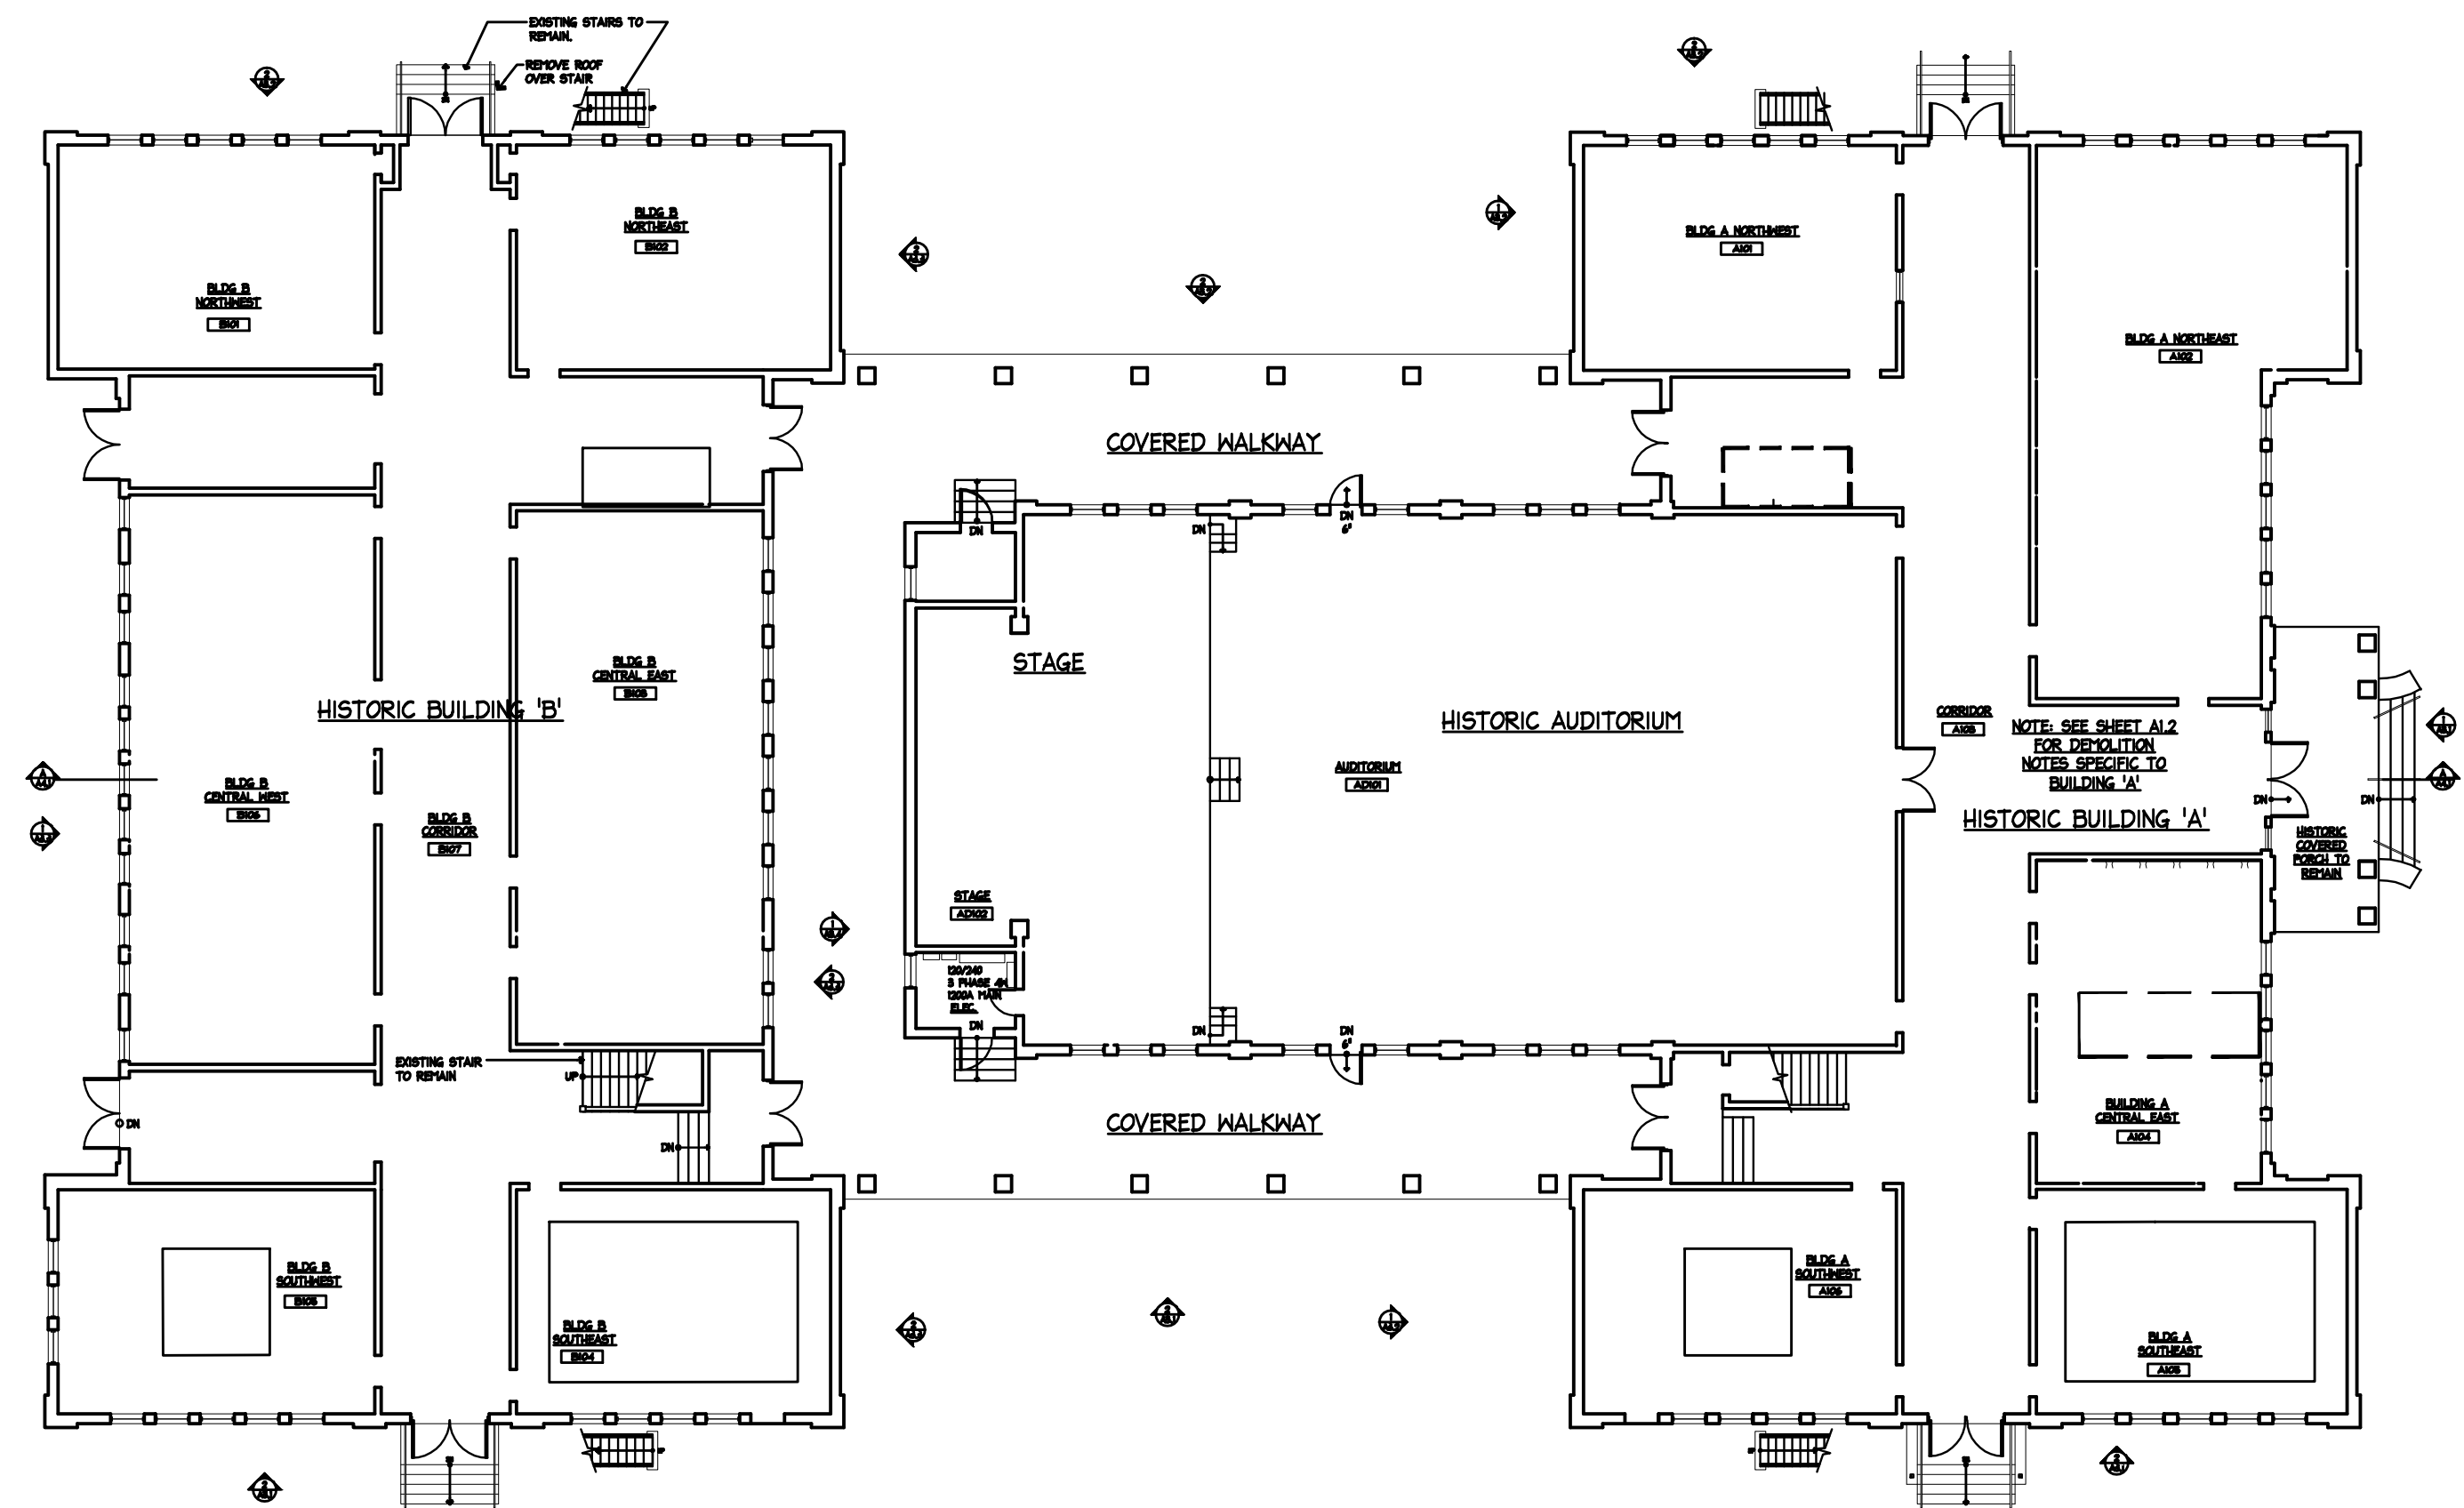 EXISTING STAIRS TO
REMAIN.
REMOVE ROOF
OVER STAIR
BLDG B
NORTHWEST
B101
BLDG B
NORTHEAST
B102
BLDG A NORTHWEST
A101
BLDG A NORTHEAST
A102
COVERED WALKWAY
DN
DN
DN
6'
STAGE
BLDG B
CENTRAL EAST
B103
HISTORIC BUILDING 'B'
HISTORIC AUDITORIUM
CORRIDOR
NOTE: SEE SHEET A1.2
FOR DEMOLITION
NOTES SPECIFIC TO
BUILDING 'A'
AUDITORIUM
AD101
BLDG B
CENTRAL WEST
B106
BLDG B
CORRIDOR
B107
HISTORIC BUILDING 'A'
DN
DN
HISTORIC
COVERED
PORCH TO
REMAIN
STAGE
AD102
120/240
3 PHASE 4W
1200A MAIN
ELEC.
DN
DN
DN
6'
EXISTING STAIR
TO REMAIN
UP
DN
DN
COVERED WALKWAY
BUILDING A
CENTRAL EAST
A104
BLDG B
SOUTHWEST
BLDG B
SOUTHEAST
B104
BLDG A
SOUTHWEST
A106
BLDG A
SOUTHEAST